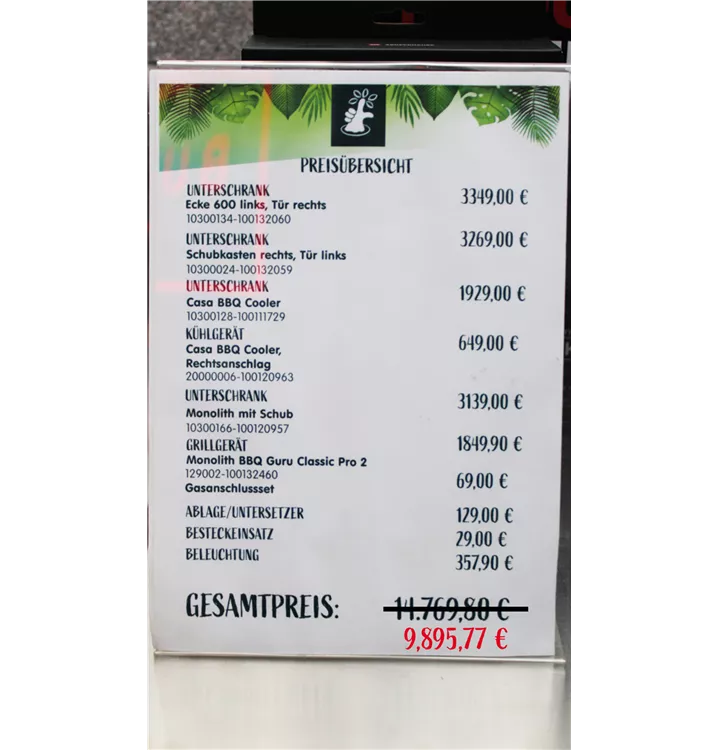 PREISÜBERSICHT
UNTERSCHRANK
Ecke 600 links, Tür rechts
10300134-100132060
3349,00 €
UNTERSCHRANK
Schubkasten rechts, Tür links
10300024-100132059
3269,00 €
UNTERSCHRANK
Casa BBQ Cooler
10300128-100111729
1929,00 €
KÜHLGERÄT
Casa BBQ Cooler,
Rechtsanschlag
20000006-100120963
649,00 €
UNTERSCHRANK
Monolith mit Schub
10300166-100120957
3139,00 €
GRILLGERÄT
Monolith BBQ Guru Classic Pro 2
129002-100132460
1849,90 €
Gasanschlussset
69,00 €
ABLAGE/UNTERSETZER 129,00 €
BESTECKEINSATZ 29,00 €
BELEUCHTUNG 357,90 €
GESAMTPREIS: 14.769,80 €
9,895,77 €